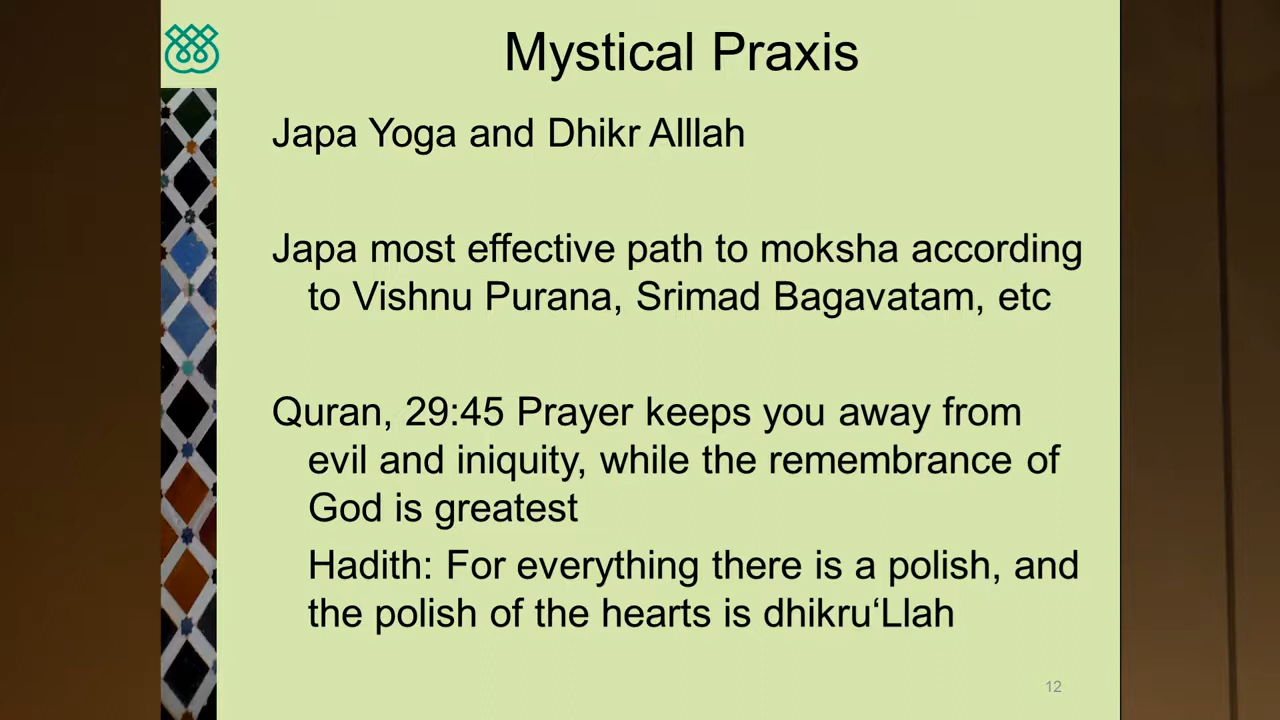 Mystical Praxis
Japa Yoga and Dhikr Alllah
Japa most effective path to moksha according
to Vishnu Purana, Srimad Bagavatam, etc
Quran, 29:45 Prayer keeps you away from
evil and iniquity, while the remembrance of
God is greatest
Hadith: For everything there is a polish, and
the polish of the hearts is dhikru‘Llah
12